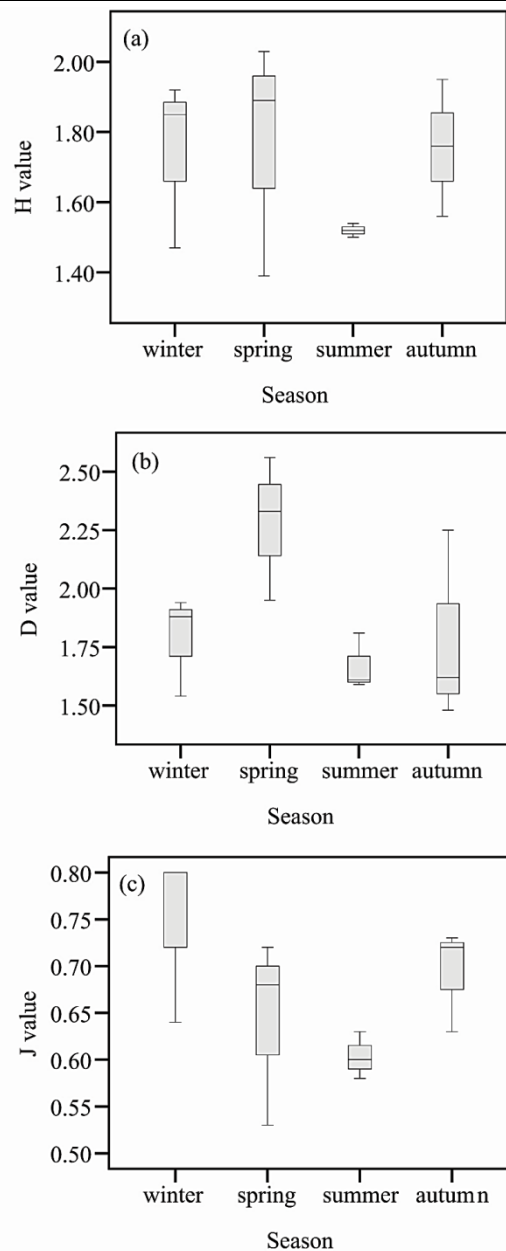 (a)
2.00
1.80
1.60
1.40
H value
winter spring summer autumn
Season
(b)
2.50
2.25
2.00
1.75
1.50
D value
winter spring summer autumn
Season
(c)
0.80
0.75
0.70
0.65
0.60
0.55
0.50
J value
winter spring summer autumn
Season